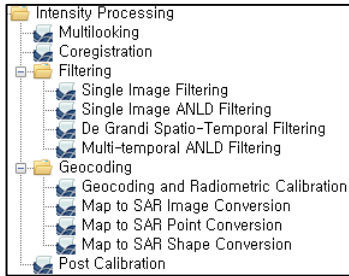 Intensity Processing
Multilooking
Coregistration
Filtering
Single Image Filtering
Single Image ANLD Filtering
De Grandi Spatio-Temporal Filtering
Multi-temporal ANLD Filtering
Geocoding
Geocoding and Radiometric Calibration
Map to SAR Image Conversion
Map to SAR Point Conversion
Map to SAR Shape Conversion
Post Calibration